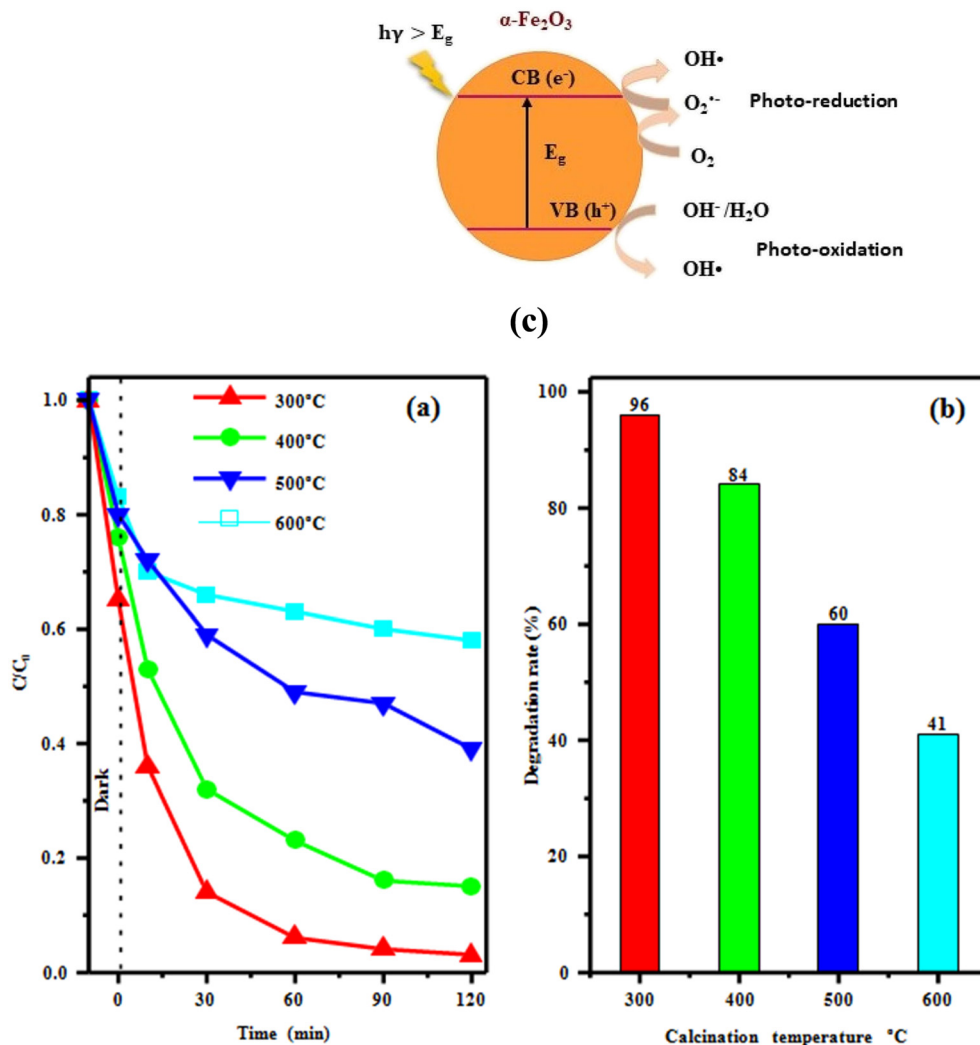 α-Fe₂O₃
hγ > E_g
CB (e⁻)
OH•
O₂•⁻
Photo-reduction
E_g
O₂
VB (h⁺)
OH⁻/H₂O
Photo-oxidation
OH•
(c)
(a)
300°C
400°C
500°C
600°C
1.0
0.8
0.6
0.4
0.2
0.0
C/C₀
Dark
0 30 60 90 120
Time (min)
(b)
100
80
60
40
20
0
Degradation rate (%)
96
84
60
41
300 400 500 600
Calcination temperature °C